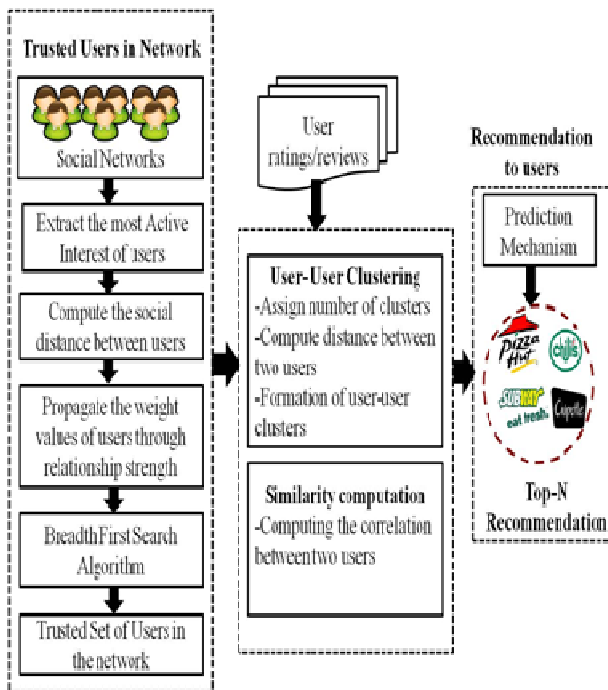 Trusted Users in Network
Social Networks
Extract the most Active
Interest of users
Compute the social
distance between users
Propagate the weight
values of users through
relationship strength
Breadth First Search
Algorithm
Trusted Set of Users in
the network
User
ratings/reviews
User-User Clustering
-Assign number of clusters
-Compute distance between
two users
-Formation of user-user
clusters
Similarity computation
-Computing the correlation
betweentwo users
Recommendation
to users
Prediction
Mechanism
Pizza
Hut
chili's
SUBWAY
eat fresh.
Top-N
Recommendation